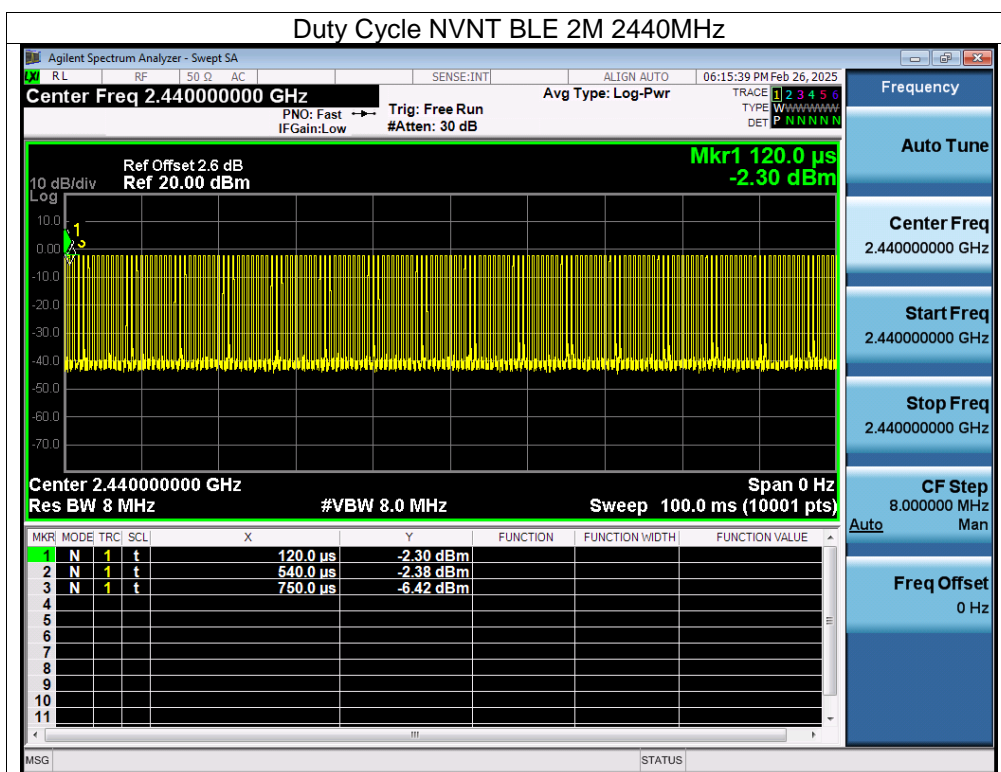 Duty Cycle NVNT BLE 2M 2440MHz
Agilent Spectrum Analyzer - Swept SA
LXI RL RF 50 Ω AC SENSE:INT ALIGN AUTO 06:15:39 PM Feb 26, 2025
Center Freq 2.440000000 GHz
PNO: Fast
IFGain:Low
Trig: Free Run
#Atten: 30 dB
Avg Type: Log-Pwr
TRACE 1 2 3 4 5 6
TYPE WWWWWWW
DET P N N N N N
Mkr1 120.0 µs
-2.30 dBm
Ref Offset 2.6 dB
10 dB/div Ref 20.00 dBm
Log
10.0
0.00
-10.0
-20.0
-30.0
-40.0
-50.0
-60.0
-70.0
1
3
Center 2.440000000 GHz Span 0 Hz
Res BW 8 MHz #VBW 8.0 MHz Sweep 100.0 ms (10001 pts)
MKR MODE TRC SCL X Y FUNCTION FUNCTION WIDTH FUNCTION VALUE
1 N 1 t 120.0 µs -2.30 dBm
2 N 1 t 540.0 µs -2.38 dBm
3 N 1 t 750.0 µs -6.42 dBm
4
5
6
7
8
9
10
11
MSG STATUS
Frequency
Auto Tune
Center Freq
2.440000000 GHz
Start Freq
2.440000000 GHz
Stop Freq
2.440000000 GHz
CF Step
8.000000 MHz
Auto Man
Freq Offset
0 Hz